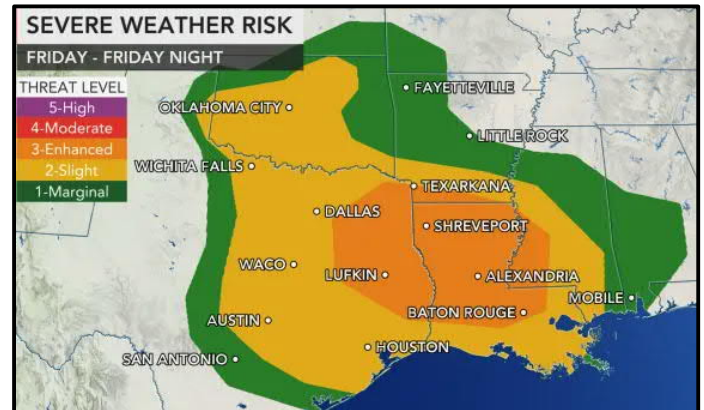 SEVERE WEATHER RISK
FRIDAY - FRIDAY NIGHT
THREAT LEVEL
5-High
4-Moderate
3-Enhanced
2-Slight
1-Marginal
FAYETTEVILLE
OKLAHOMA CITY
LITTLE ROCK
WICHITA FALLS
TEXARKANA
DALLAS
SHREVEPORT
WACO
LUFKIN
ALEXANDRIA
MOBILE
BATON ROUGE
AUSTIN
HOUSTON
SAN ANTONIO